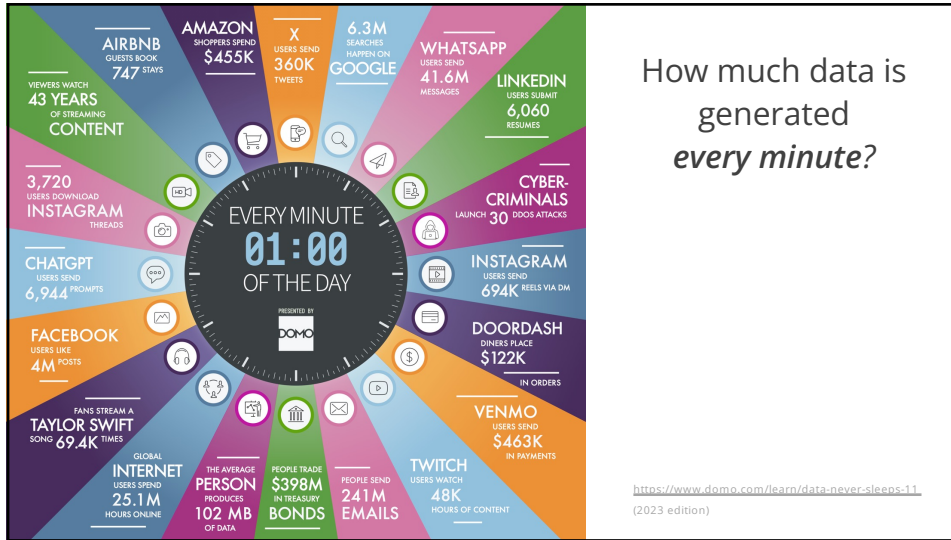 AIRBNB
GUESTS BOOK
747 STAYS
AMAZON
SHOPPERS SPEND
$455K
X
USERS SEND
360K
TWEETS
6.3M
SEARCHES
HAPPEN ON
GOOGLE
WHATSAPP
USERS SEND
41.6M
MESSAGES
LINKEDIN
USERS SUBMIT
6,060
RESUMES
CYBER-
CRIMINALS
LAUNCH 30 DDOS ATTACKS
INSTAGRAM
USERS SEND
694K REELS VIA DM
DOORDASH
DINERS PLACE
$122K
IN ORDERS
VENMO
USERS SEND
$463K
IN PAYMENTS
TWITCH
USERS WATCH
48K
HOURS OF CONTENT
PEOPLE SEND
241M
EMAILS
PEOPLE TRADE
$398M
IN TREASURY
BONDS
THE AVERAGE
PERSON
PRODUCES
102 MB
OF DATA
GLOBAL
INTERNET
USERS SPEND
25.1M
HOURS ONLINE
FANS STREAM A
TAYLOR SWIFT
SONG 69.4K TIMES
FACEBOOK
USERS LIKE
4M POSTS
CHATGPT
USERS SEND
6,944 PROMPTS
3,720
USERS DOWNLOAD
INSTAGRAM
THREADS
VIEWERS WATCH
43 YEARS
OF STREAMING
CONTENT
HD
EVERY MINUTE
01:00
OF THE DAY
PRESENTED BY
DOMO
How much data is
generated
every minute?
https://www.domo.com/learn/data-never-sleeps-11
(2023 edition)